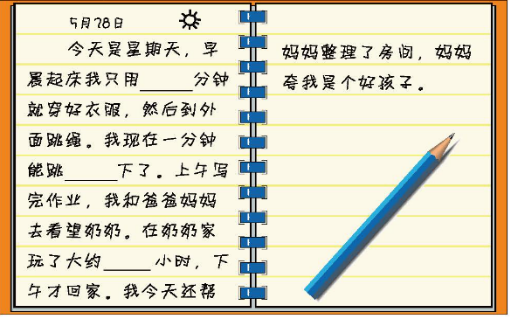 5月28日
今天是星期天，早
晨起床我只用_____分钟
就穿好衣服，然后到外
面跳绳。我现在一分钟
能跳_____下了。上午写
完作业，我和爸爸妈妈
去看望奶奶。在奶奶家
玩了大约_____小时，下
午才回家。我今天还帮
妈妈整理了房间，妈妈
夸我是个好孩子。